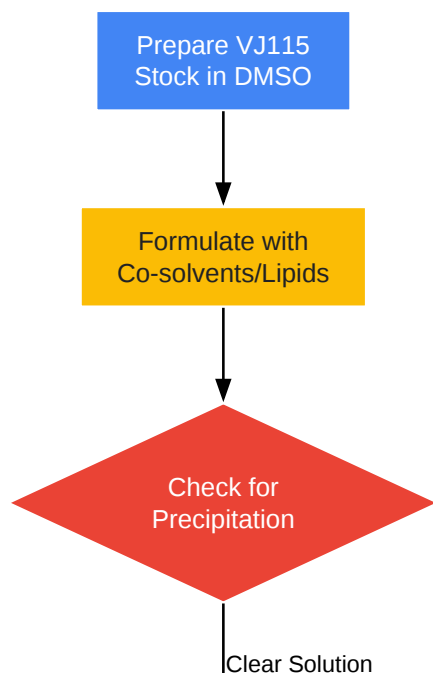 Prepare VJ115
Stock in DMSO
Formulate with
Co-solvents/Lipids
Check for
Precipitation
Clear Solution